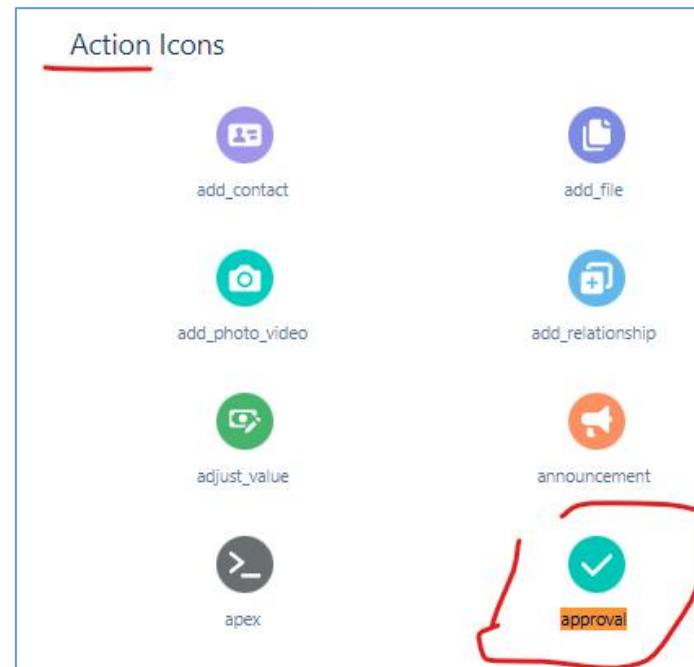 Action Icons
add_contact
add_file
add_photo_video
add_relationship
adjust_value
announcement
apex
approval